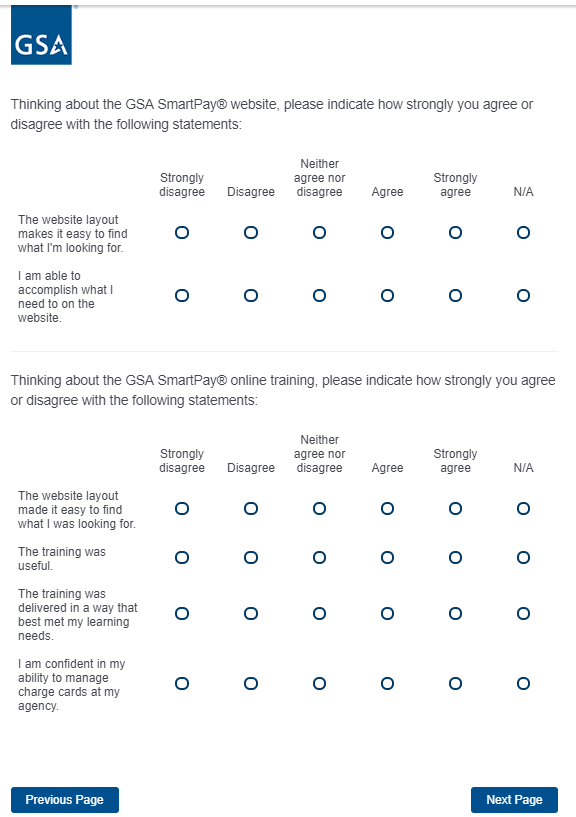 GSA
Thinking about the GSA SmartPay® website, please indicate how strongly you agree or
disagree with the following statements:
Strongly disagree Disagree Neither agree nor disagree Agree Strongly agree N/A
The website layout
makes it easy to find
what I'm looking for.
I am able to
accomplish what I
need to on the
website.
Thinking about the GSA SmartPay® online training, please indicate how strongly you agree
or disagree with the following statements:
Strongly disagree Disagree Neither agree nor disagree Agree Strongly agree N/A
The website layout
made it easy to find
what I was looking for.
The training was
useful.
The training was
delivered in a way that
best met my learning
needs.
I am confident in my
ability to manage
charge cards at my
agency.
Previous Page Next Page